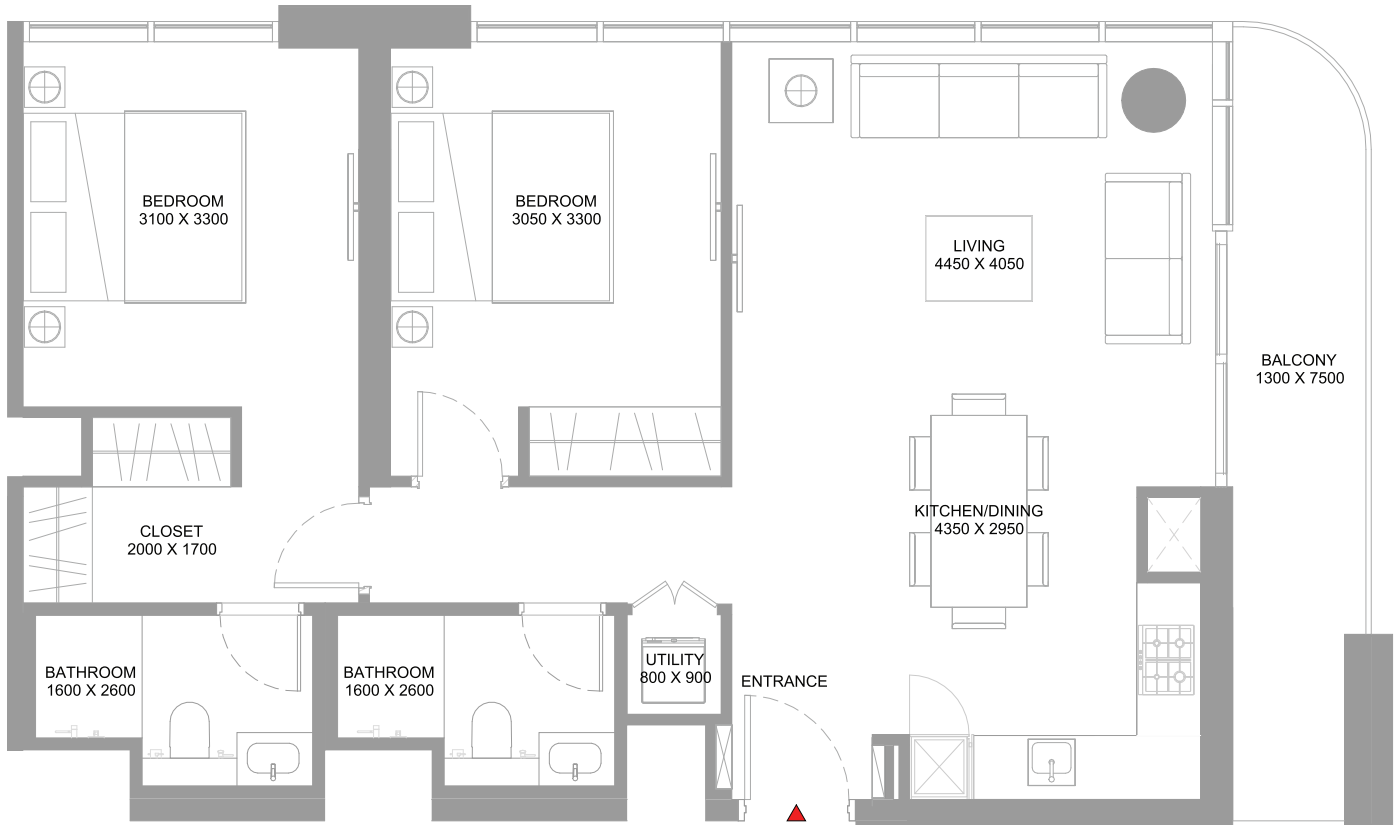 BEDROOM
3100 X 3300
BEDROOM
3050 X 3300
LIVING
4450 X 4050
BALCONY
1300 X 7500
KITCHEN/DINING
4350 X 2950
CLOSET
2000 X 1700
BATHROOM
1600 X 2600
BATHROOM
1600 X 2600
UTILITY
800 X 900
ENTRANCE